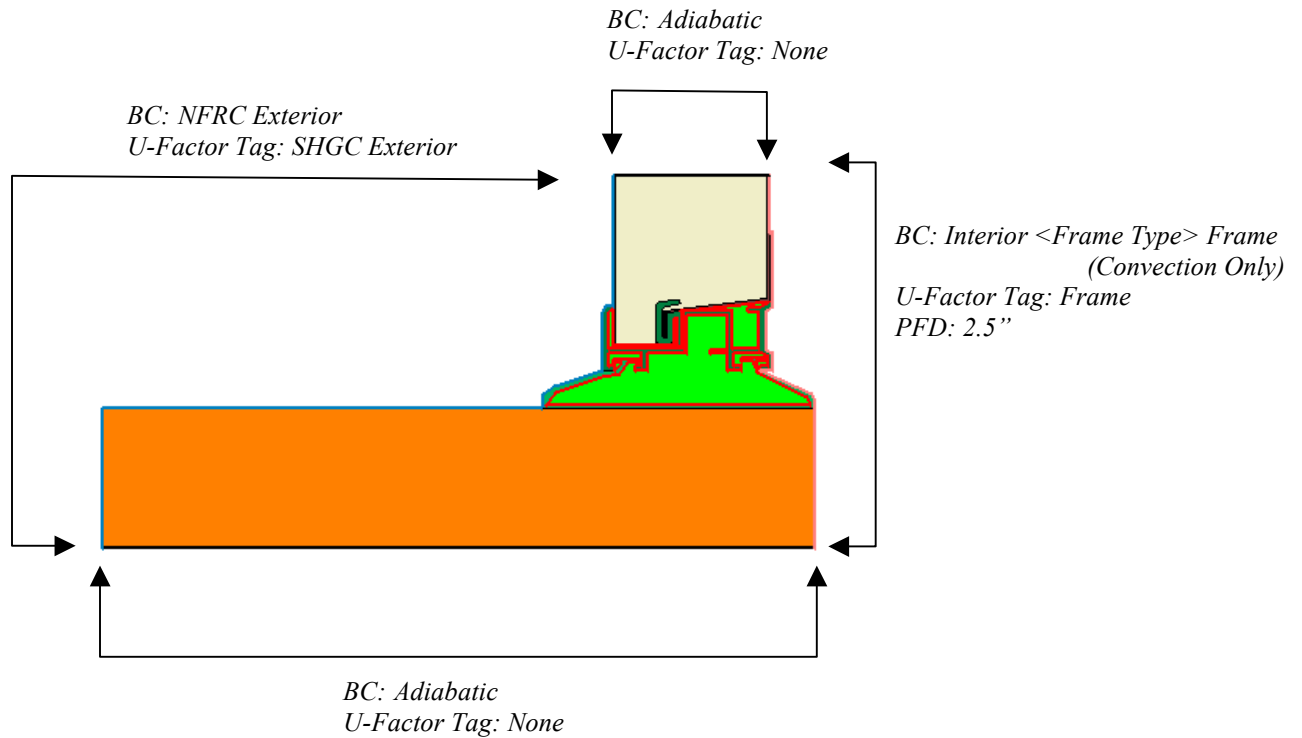 BC: Adiabatic
U-Factor Tag: None
BC: NFRC Exterior
U-Factor Tag: SHGC Exterior
BC: Interior <Frame Type> Frame
(Convection Only)
U-Factor Tag: Frame
PFD: 2.5”
BC: Adiabatic
U-Factor Tag: None